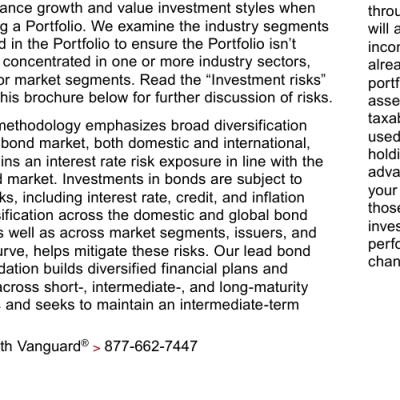 ance growth and value investment styles when
g a Portfolio. We examine the industry segments
d in the Portfolio to ensure the Portfolio isn't
concentrated in one or more industry sectors,
or market segments. Read the “Investment risks”
his brochure below for further discussion of risks.
methodology emphasizes broad diversification
bond market, both domestic and international,
ins an interest rate risk exposure in line with the
d market. Investments in bonds are subject to
ks, including interest rate, credit, and inflation
sification across the domestic and global bond
s well as across market segments, issuers, and
urve, helps mitigate these risks. Our lead bond
dation builds diversified financial plans and
across short-, intermediate-, and long-maturity
and seeks to maintain an intermediate-term
th Vanguard® > 877-662-7447
throu
will a
incor
alrea
portf
asse
taxab
used
holdi
adva
your
those
inves
perfo
chan